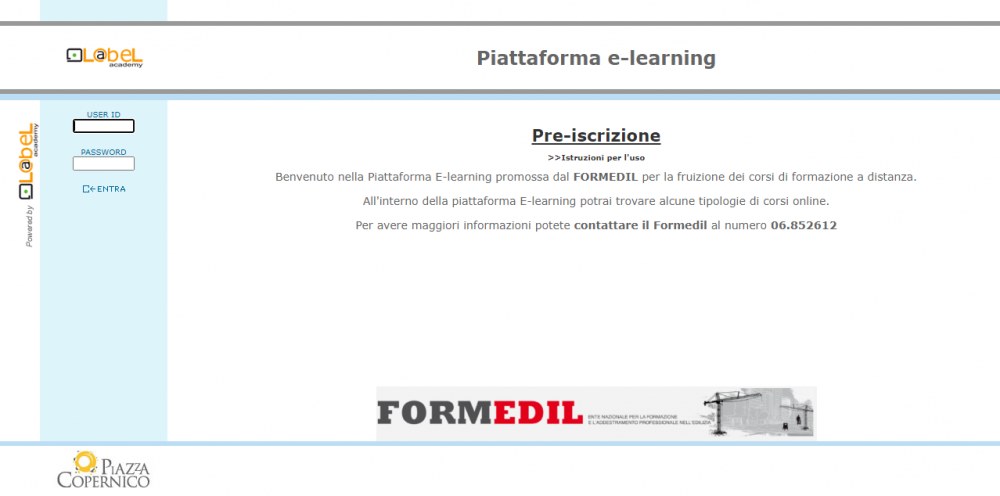 LabeL
academy
Piattaforma e-learning
USER ID
PASSWORD
ENTRA
Powered by LabeL academy
Pre-iscrizione
>>Istruzioni per l'uso
Benvenuto nella Piattaforma E-learning promossa dal FORMEDIL per la fruizione dei corsi di formazione a distanza.
All'interno della piattaforma E-learning potrai trovare alcune tipologie di corsi online.
Per avere maggiori informazioni potete contattare il Formedil al numero 06.852612
FORMEDIL
ENTE NAZIONALE PER LA FORMAZIONE
E L'ADDESTRAMENTO PROFESSIONALE NELL'EDILIZIA
PIAZZA
COPERNICO